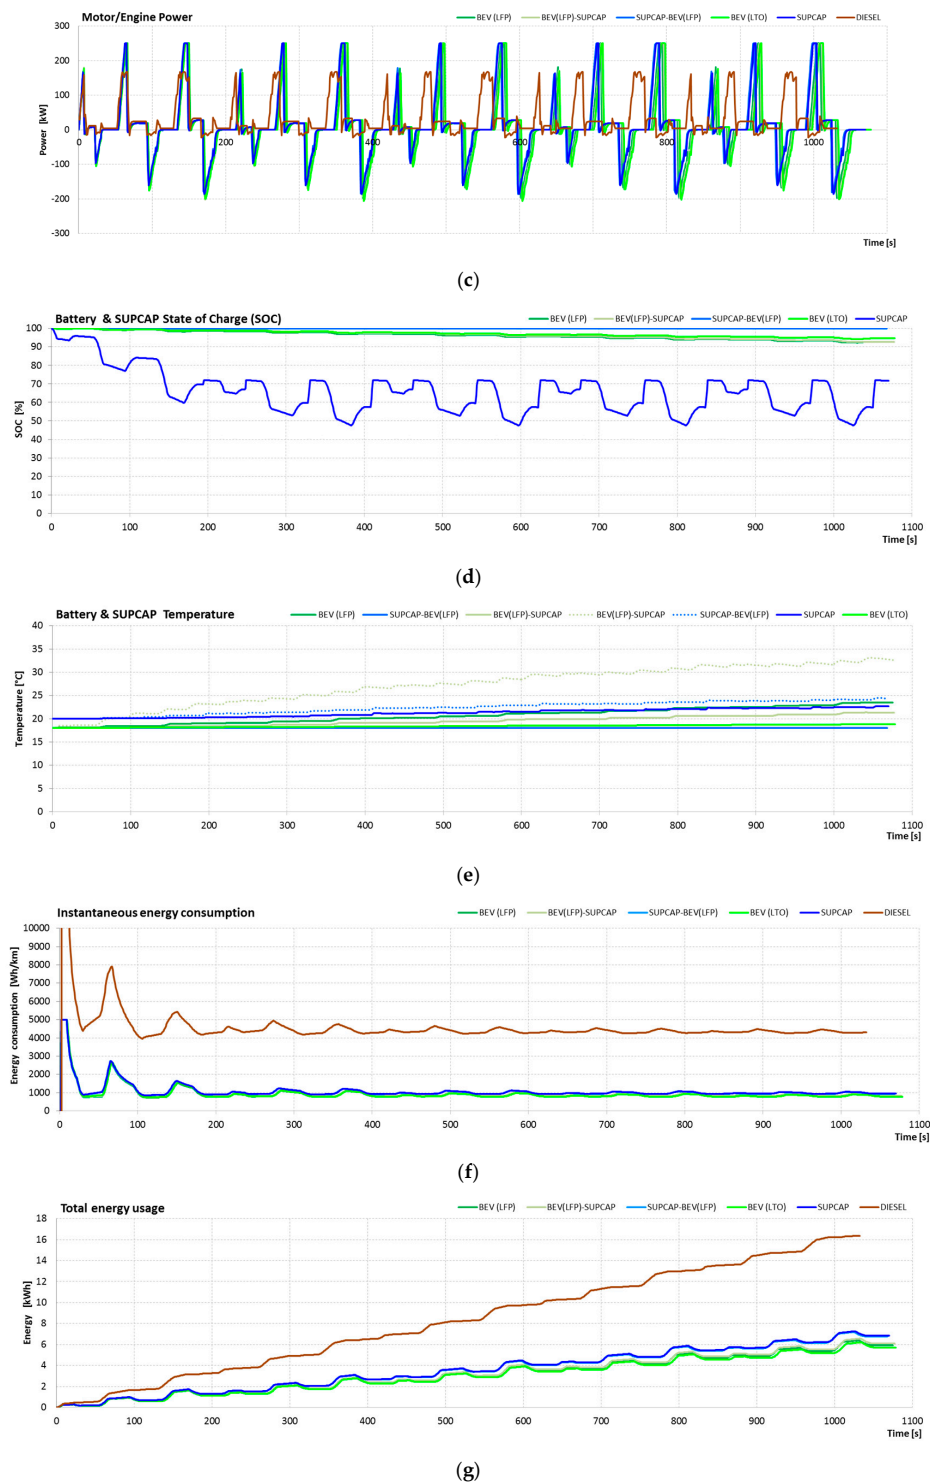 Motor/Engine Power
BEV (LFP) BEV(LFP)-SUPCAP SUPCAP-BEV(LFP) BEV (LTO) SUPCAP DIESEL
300
200
100
0
-100
-200
-300
Power [kW]
0 200 400 600 800 1000
Time [s]
(c)
Battery & SUPCAP State of Charge (SOC)
BEV (LFP) BEV(LFP)-SUPCAP SUPCAP-BEV(LFP) BEV (LTO) SUPCAP
100
90
80
70
60
50
40
30
20
10
0
SOC [%]
0 100 200 300 400 500 600 700 800 900 1000 1100
Time [s]
(d)
Battery & SUPCAP Temperature
BEV (LFP) SUPCAP-BEV(LFP) BEV(LFP)-SUPCAP BEV(LFP)-SUPCAP SUPCAP-BEV(LFP) SUPCAP BEV (LTO)
40
35
30
25
20
15
10
5
0
Temperature [°C]
0 100 200 300 400 500 600 700 800 900 1000 1100
Time [s]
(e)
Instantaneous energy consumption
BEV (LFP) BEV(LFP)-SUPCAP SUPCAP-BEV(LFP) BEV (LTO) SUPCAP DIESEL
10000
9000
8000
7000
6000
5000
4000
3000
2000
1000
0
Energy consumption [Wh/km]
0 100 200 300 400 500 600 700 800 900 1000 1100
Time [s]
(f)
Total energy usage
BEV (LFP) BEV(LFP)-SUPCAP SUPCAP-BEV(LFP) BEV (LTO) SUPCAP DIESEL
18
16
14
12
10
8
6
4
2
0
Energy [kWh]
0 100 200 300 400 500 600 700 800 900 1000 1100
Time [s]
(g)